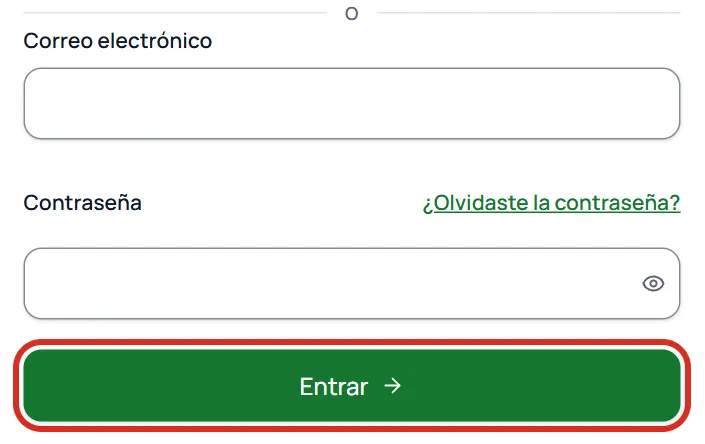 O
Correo electrónico
Contraseña
¿Olvidaste la contraseña?
Entrar →